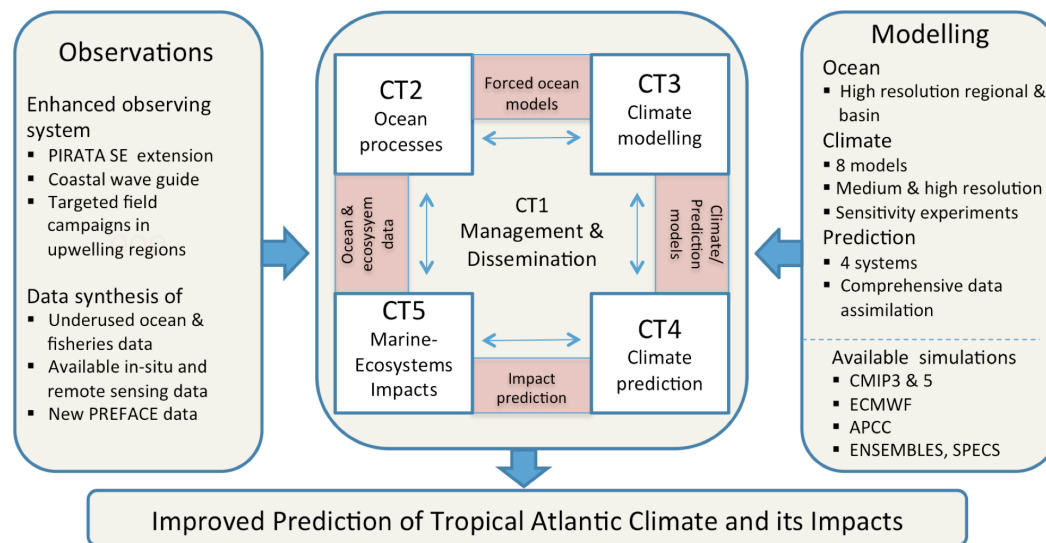 Observations
Enhanced observing
system
▪ PIRATA SE extension
▪ Coastal wave guide
▪ Targeted field
campaigns in
upwelling regions
Data synthesis of
▪ Underused ocean &
fisheries data
▪ Available in-situ and
remote sensing data
▪ New PREFACE data
CT2
Ocean
processes
Forced ocean
models
CT3
Climate
modelling
Ocean &
ecosysyem
data
CT1
Management &
Dissemination
Climate/
Prediction
models
CT5
Marine-
Ecosystems
Impacts
Impact
prediction
CT4
Climate
prediction
Modelling
Ocean
▪ High resolution regional &
basin
Climate
▪ 8 models
▪ Medium & high resolution
▪ Sensitivity experiments
Prediction
▪ 4 systems
▪ Comprehensive data
assimilation
Available simulations
▪ CMIP3 & 5
▪ ECMWF
▪ APCC
▪ ENSEMBLES, SPECS
Improved Prediction of Tropical Atlantic Climate and its Impacts